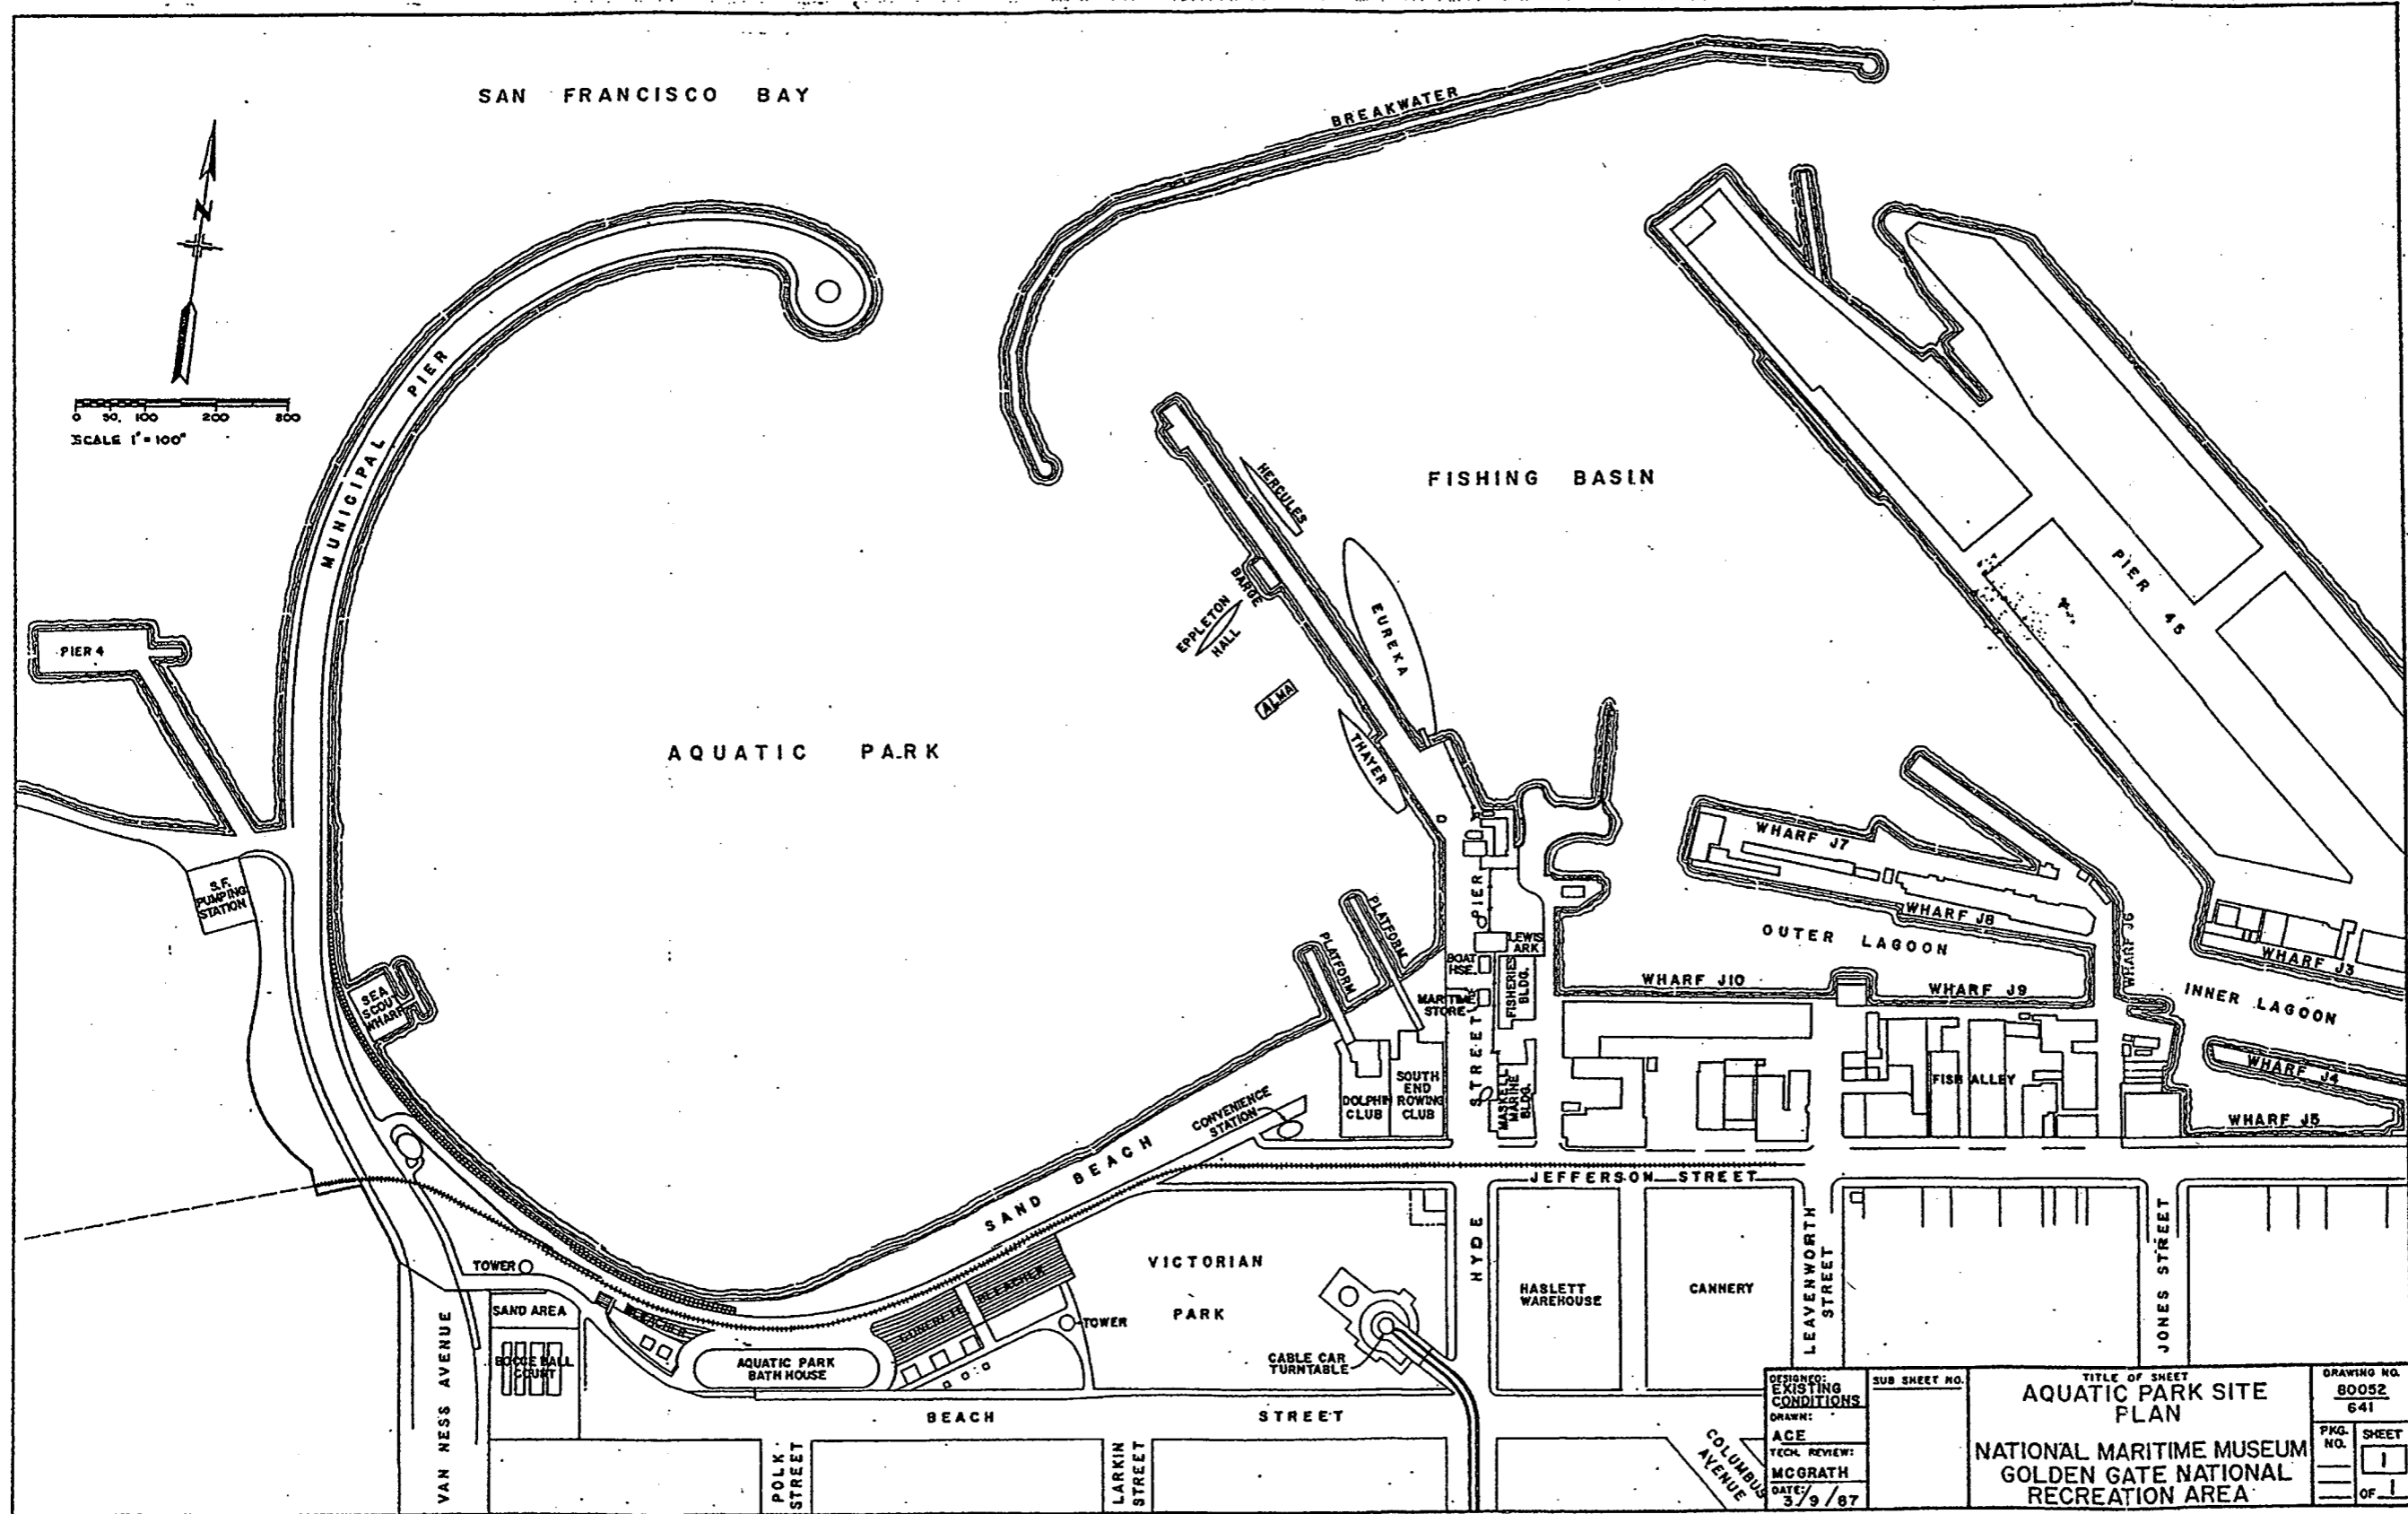 SAN FRANCISCO BAY
BREAKWATER
N
0 50. 100 200 300
SCALE 1"=100"
MUNICIPAL PIER
HERCULES
FISHING BASIN
BARGE
EPPLETON
HALL
EUREKA
PIER 45
PIER 4
ALMA
THAYER
AQUATIC PARK
WHARF J7
WHARF J8
S.F.
PUMPING
STATION
PLATFORM
PLATFORM
HYDE STREET PIER
LEWIS
ARK
BOAT
HSE.
FISHERIES
BLDG.
MARITIME
STORE
OUTER LAGOON
WHARF J6
WHARF J3
WHARF J10
WHARF J9
INNER LAGOON
SEA
SCOUT
WHARF
DOLPHIN
CLUB
SOUTH
END
ROWING
CLUB
MASKELL
MARINE
BLDG.
FISH ALLEY
WHARF J4
WHARF J5
CONVENIENCE
STATION
SAND BEACH
JEFFERSON STREET
LEAVENWORTH
STREET
JONES STREET
TOWER
SAND AREA
BLEACHER
CONCRETE BLEACHER
VICTORIAN
PARK
TOWER
HASLETT
WAREHOUSE
CANNERY
BOCCE BALL
COURT
AQUATIC PARK
BATH HOUSE
CABLE CAR
TURNTABLE
VAN NESS AVENUE
BEACH STREET
POLK
STREET
LARKIN
STREET
COLUMBUS
AVENUE
DESIGNED:
EXISTING
CONDITIONS
DRAWN:
ACE
TECH. REVIEW:
MCGRATH
DATE:
3/9/87
SUB SHEET NO.
TITLE OF SHEET
AQUATIC PARK SITE
PLAN
NATIONAL MARITIME MUSEUM
GOLDEN GATE NATIONAL
RECREATION AREA
DRAWING NO.
80052
641
PKG.
NO.
SHEET
1
OF 1